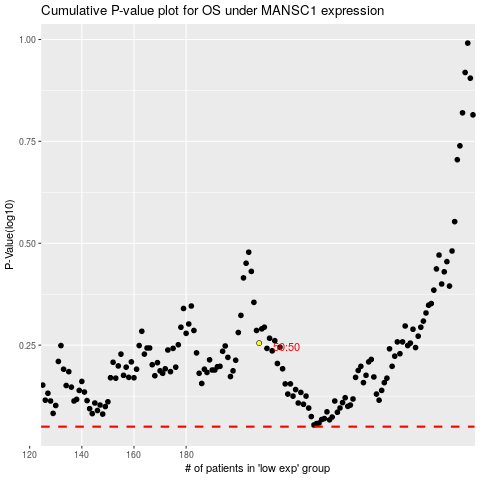 Cumulative P-value plot for OS under MANSC1 expression
1.00
0.75
0.50
0.25
P-Value(log10)
50:50
120 140 160 180
# of patients in 'low exp' group